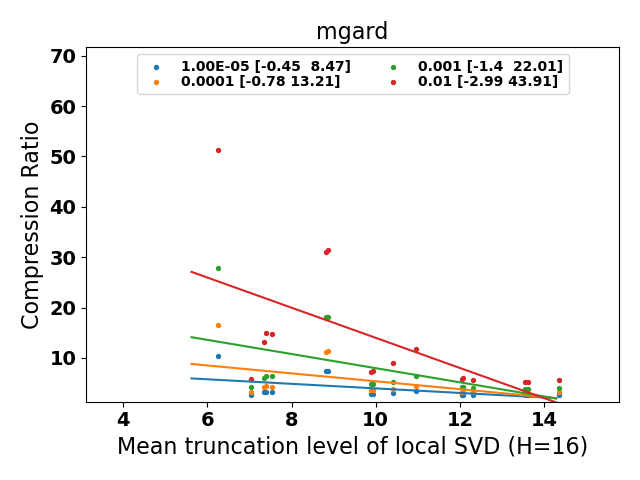 mgard
1.00E-05 [-0.45  8.47]
0.0001 [-0.78 13.21]
0.001 [-1.4  22.01]
0.01 [-2.99 43.91]
Compression Ratio
70
60
50
40
30
20
10
4 6 8 10 12 14
Mean truncation level of local SVD (H=16)